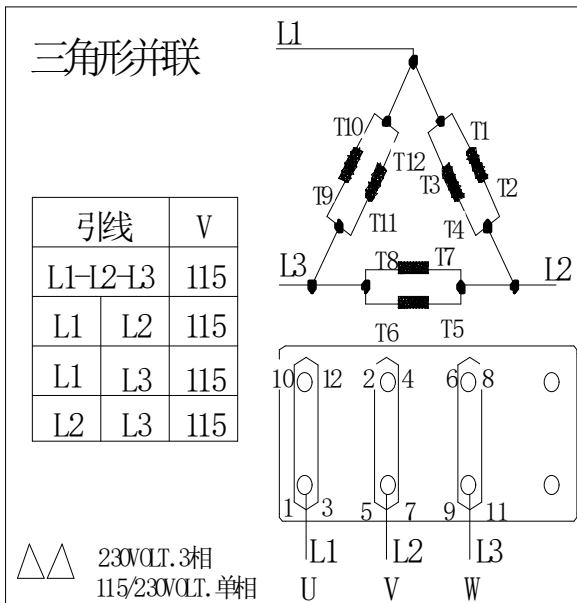 三角形并联
L1
T10
T1
T12
T3
T9
T2
T11
T4
L3
T8
T7
L2
T6
T5
引线 V
L1-L2-L3 115
L1 L2 115
L1 L3 115
L2 L3 115
10 12 2 4 6 8
1 3 5 7 9 11
L1 L2 L3
U V W
230VOLT.3相
115/230VOLT.单相